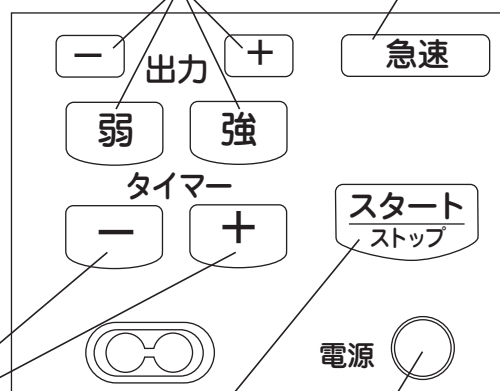 － 出力 ＋ 急速
弱 強
タイマー
－ ＋ スタート
ストップ
電源